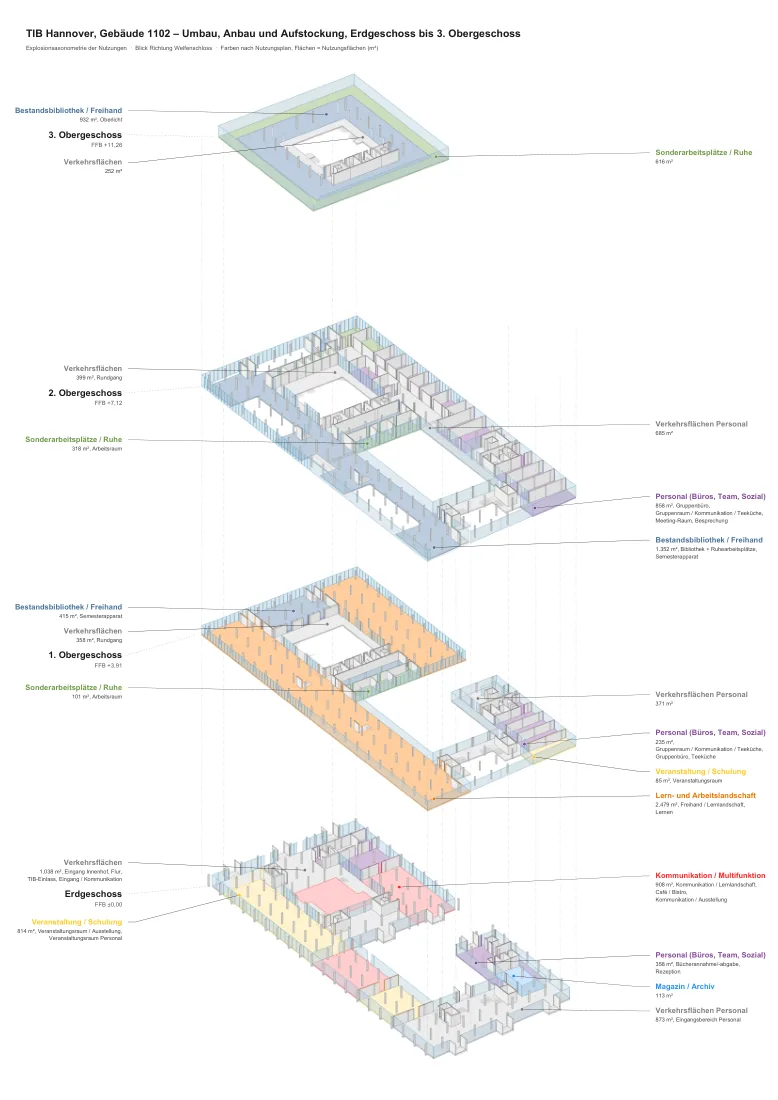 TIB Hannover, Gebäude 1102 – Umbau, Anbau und Aufstockung, Erdgeschoss bis 3. Obergeschoss
Explosionsaxonometrie der Nutzungen · Blick Richtung Welfenschloss · Farben nach Nutzungsplan, Flächen = Nutzungsflächen (m²)
Bestandsbibliothek / Freihand
932 m², Oberlicht
3. Obergeschoss
FFB +11,26
Verkehrsflächen
252 m²
Sonderarbeitsplätze / Ruhe
616 m²
Verkehrsflächen
399 m², Rundgang
2. Obergeschoss
FFB +7,12
Sonderarbeitsplätze / Ruhe
318 m², Arbeitsraum
Verkehrsflächen Personal
685 m²
Personal (Büros, Team, Sozial)
858 m², Gruppenbüro,
Gruppenraum / Kommunikation / Teeküche,
Meeting-Raum, Besprechung
Bestandsbibliothek / Freihand
1.352 m², Bibliothek + Ruhearbeitsplätze,
Semesterapparat
Bestandsbibliothek / Freihand
415 m², Semesterapparat
Verkehrsflächen
358 m², Rundgang
1. Obergeschoss
FFB +3,91
Sonderarbeitsplätze / Ruhe
101 m², Arbeitsraum
Verkehrsflächen Personal
371 m²
Personal (Büros, Team, Sozial)
235 m²,
Gruppenraum / Kommunikation / Teeküche,
Gruppenbüro, Teeküche
Veranstaltung / Schulung
85 m², Veranstaltungsraum
Lern- und Arbeitslandschaft
2.479 m², Freihand / Lernlandschaft,
Lernen
Verkehrsflächen
1.038 m², Eingang Innenhof, Flur,
TIB-Einlass, Eingang / Kommunikation
Erdgeschoss
FFB ±0,00
Veranstaltung / Schulung
814 m², Veranstaltungsraum / Ausstellung,
Veranstaltungsraum Personal
Kommunikation / Multifunktion
908 m², Kommunikation / Lernlandschaft,
Café / Bistro,
Kommunikation / Ausstellung
Personal (Büros, Team, Sozial)
356 m², Bücherannahme/-abgabe,
Rezeption
Magazin / Archiv
113 m²
Verkehrsflächen Personal
873 m², Eingangsbereich Personal